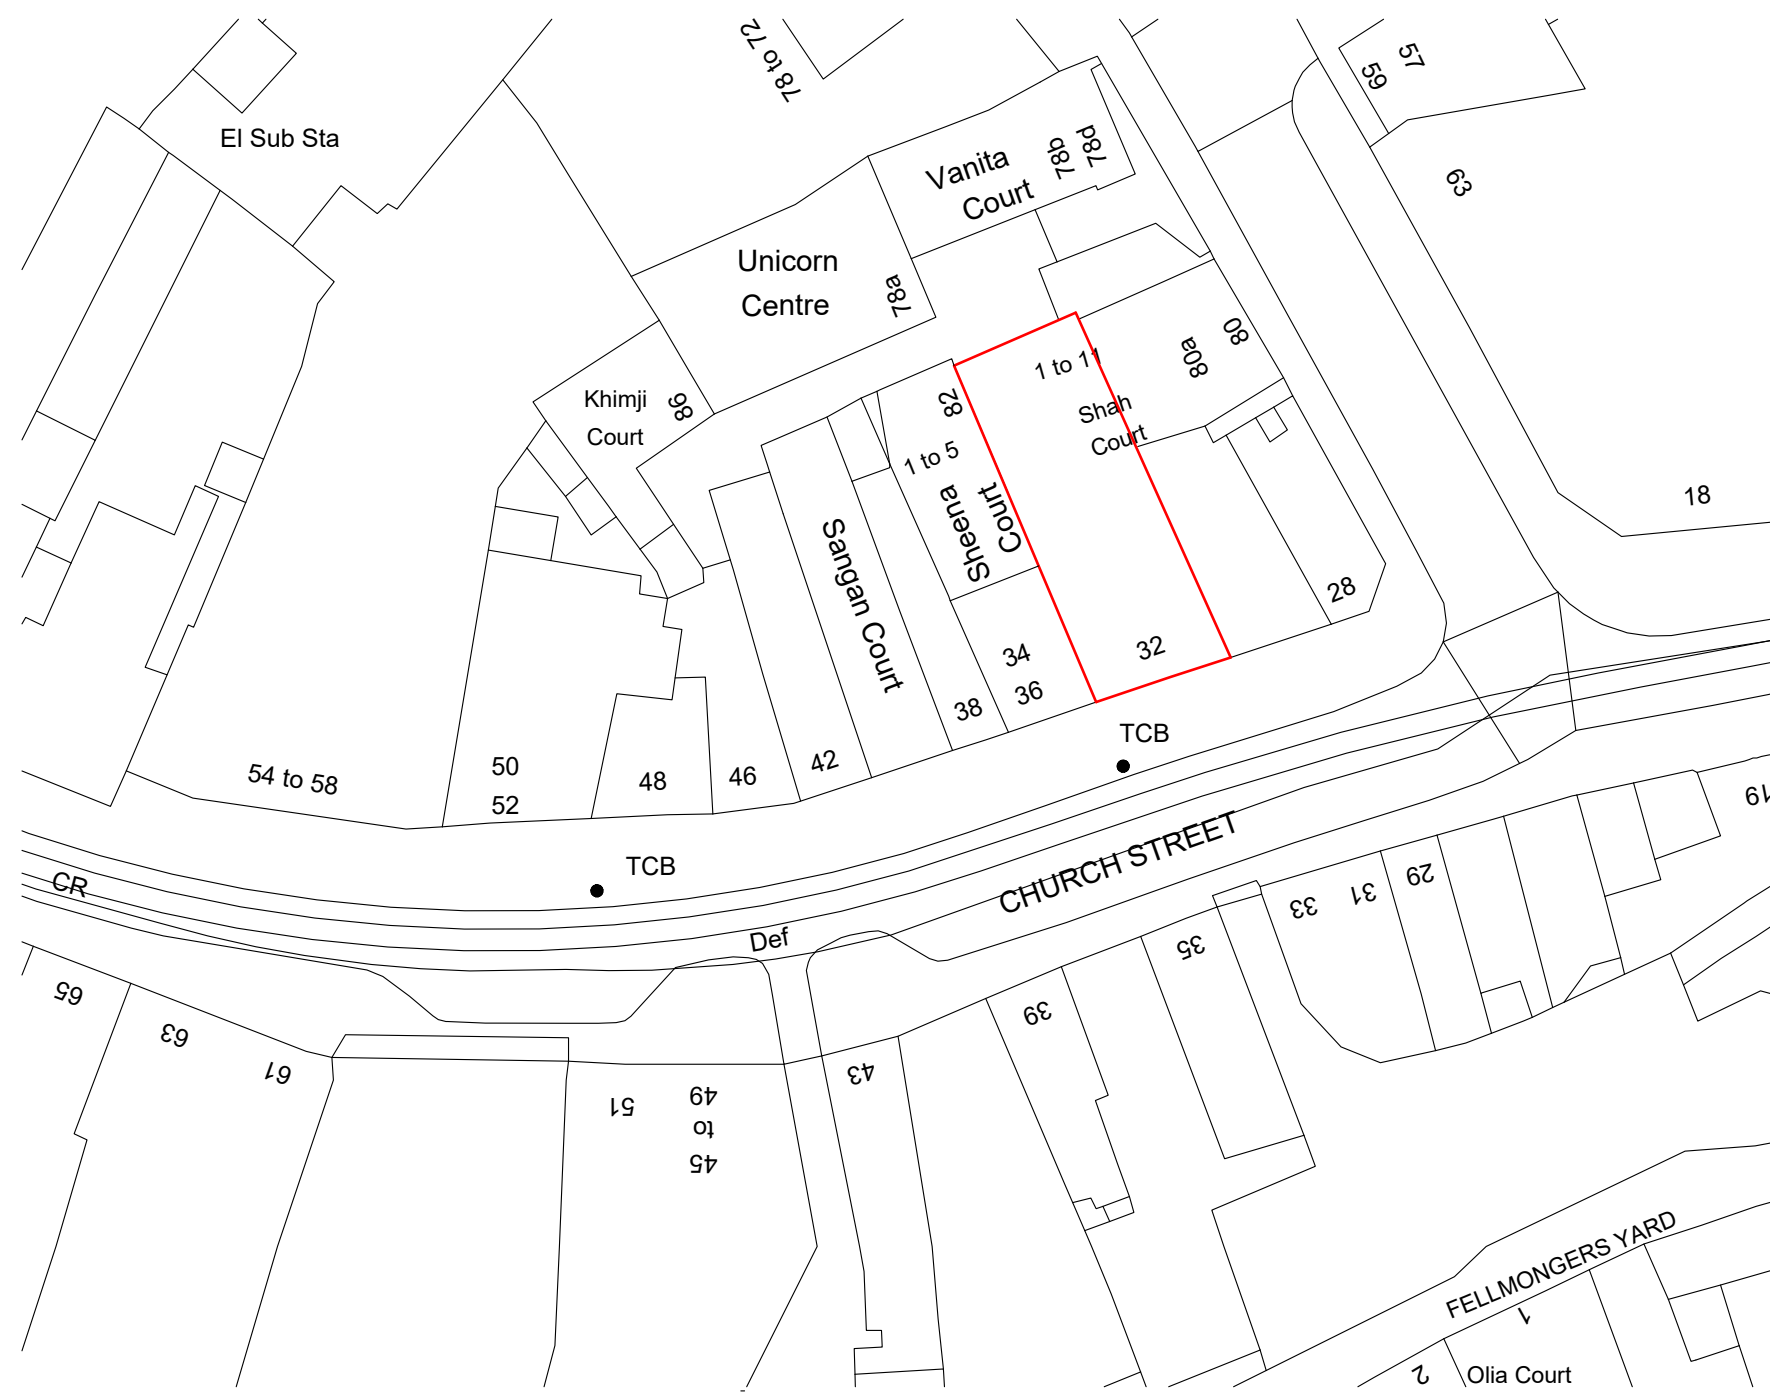 78 to 72
57
59
El Sub Sta
Vanita
Court
78b
78d
63
Unicorn
Centre
78a
80
80a
1 to 11
Shah
Court
Khimji
Court
86
82
1 to 5
Sheena
Court
18
Sangan Court
28
34
36
32
38
TCB
54 to 58
50
52
48
46
42
19
TCB
CHURCH STREET
CR
Def
33
31
29
35
39
65
63
61
43
51
49
to
45
FELLMONGERS YARD
1
2
Olia Court